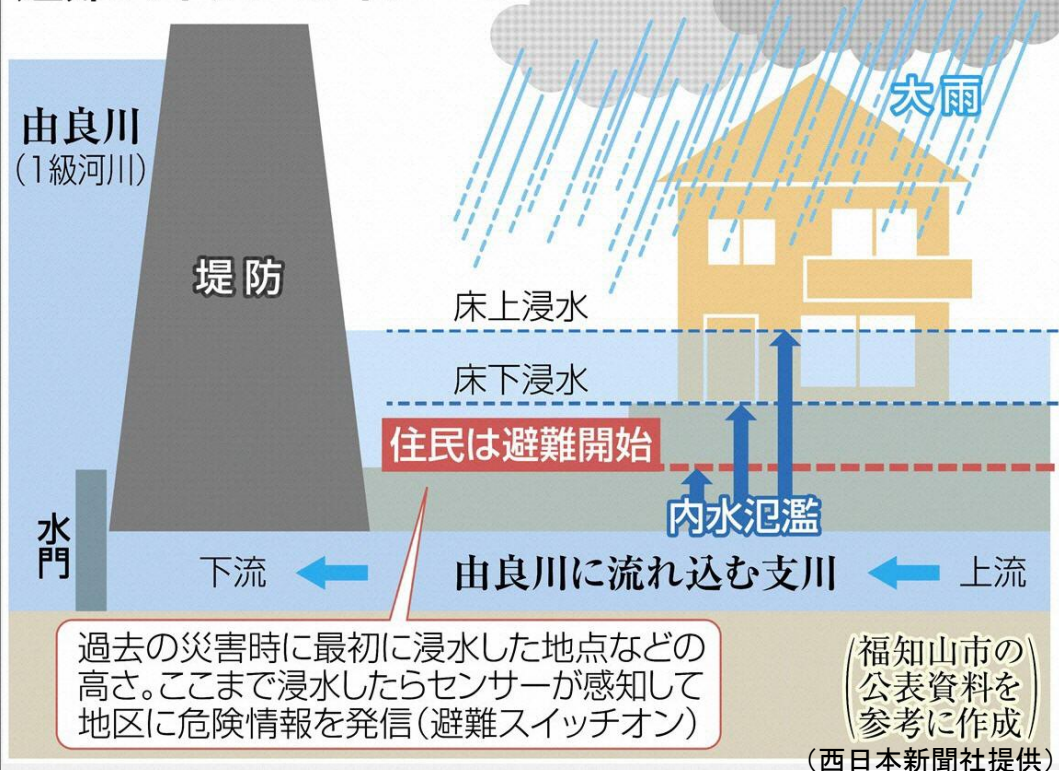 大雨
由良川
(1級河川)
堤防
床上浸水
床下浸水
住民は避難開始
内水氾濫
水門
下流
由良川に流れ込む支川
上流
過去の災害時に最初に浸水した地点などの
高さ。ここまで浸水したらセンサーが感知して
地区に危険情報を発信(避難スイッチオン)
(福知山市の
公表資料を
参考に作成)
(西日本新聞社提供)